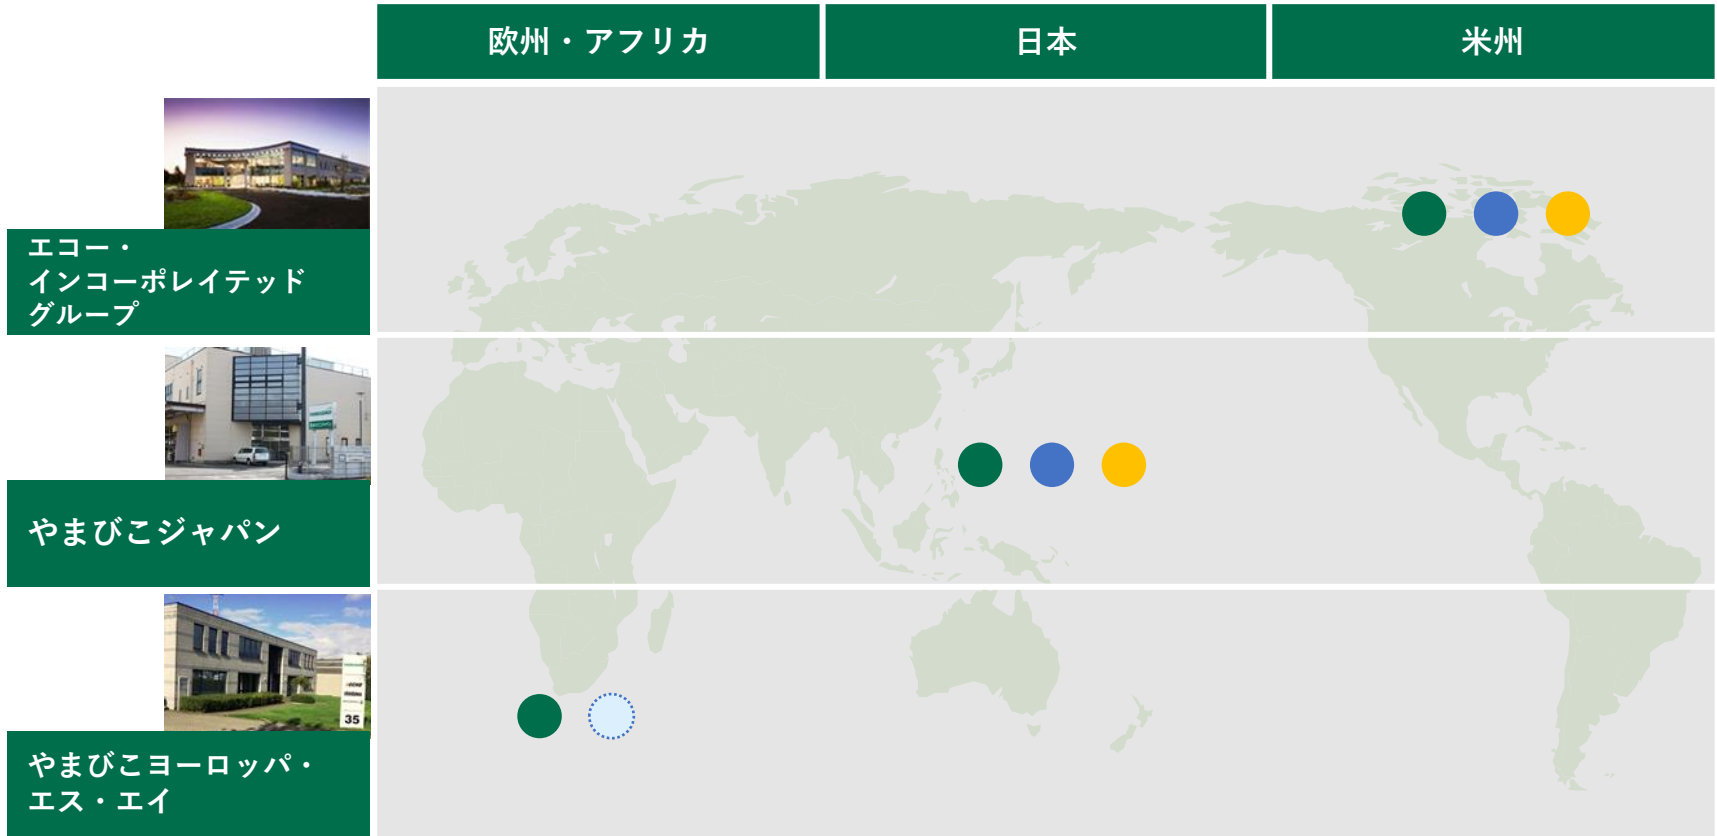 欧州・アフリカ
日本
米州
エコー・
インコーポレイテッド
グループ
やまびこジャパン
35
やまびこヨーロッパ・
エス・エイ